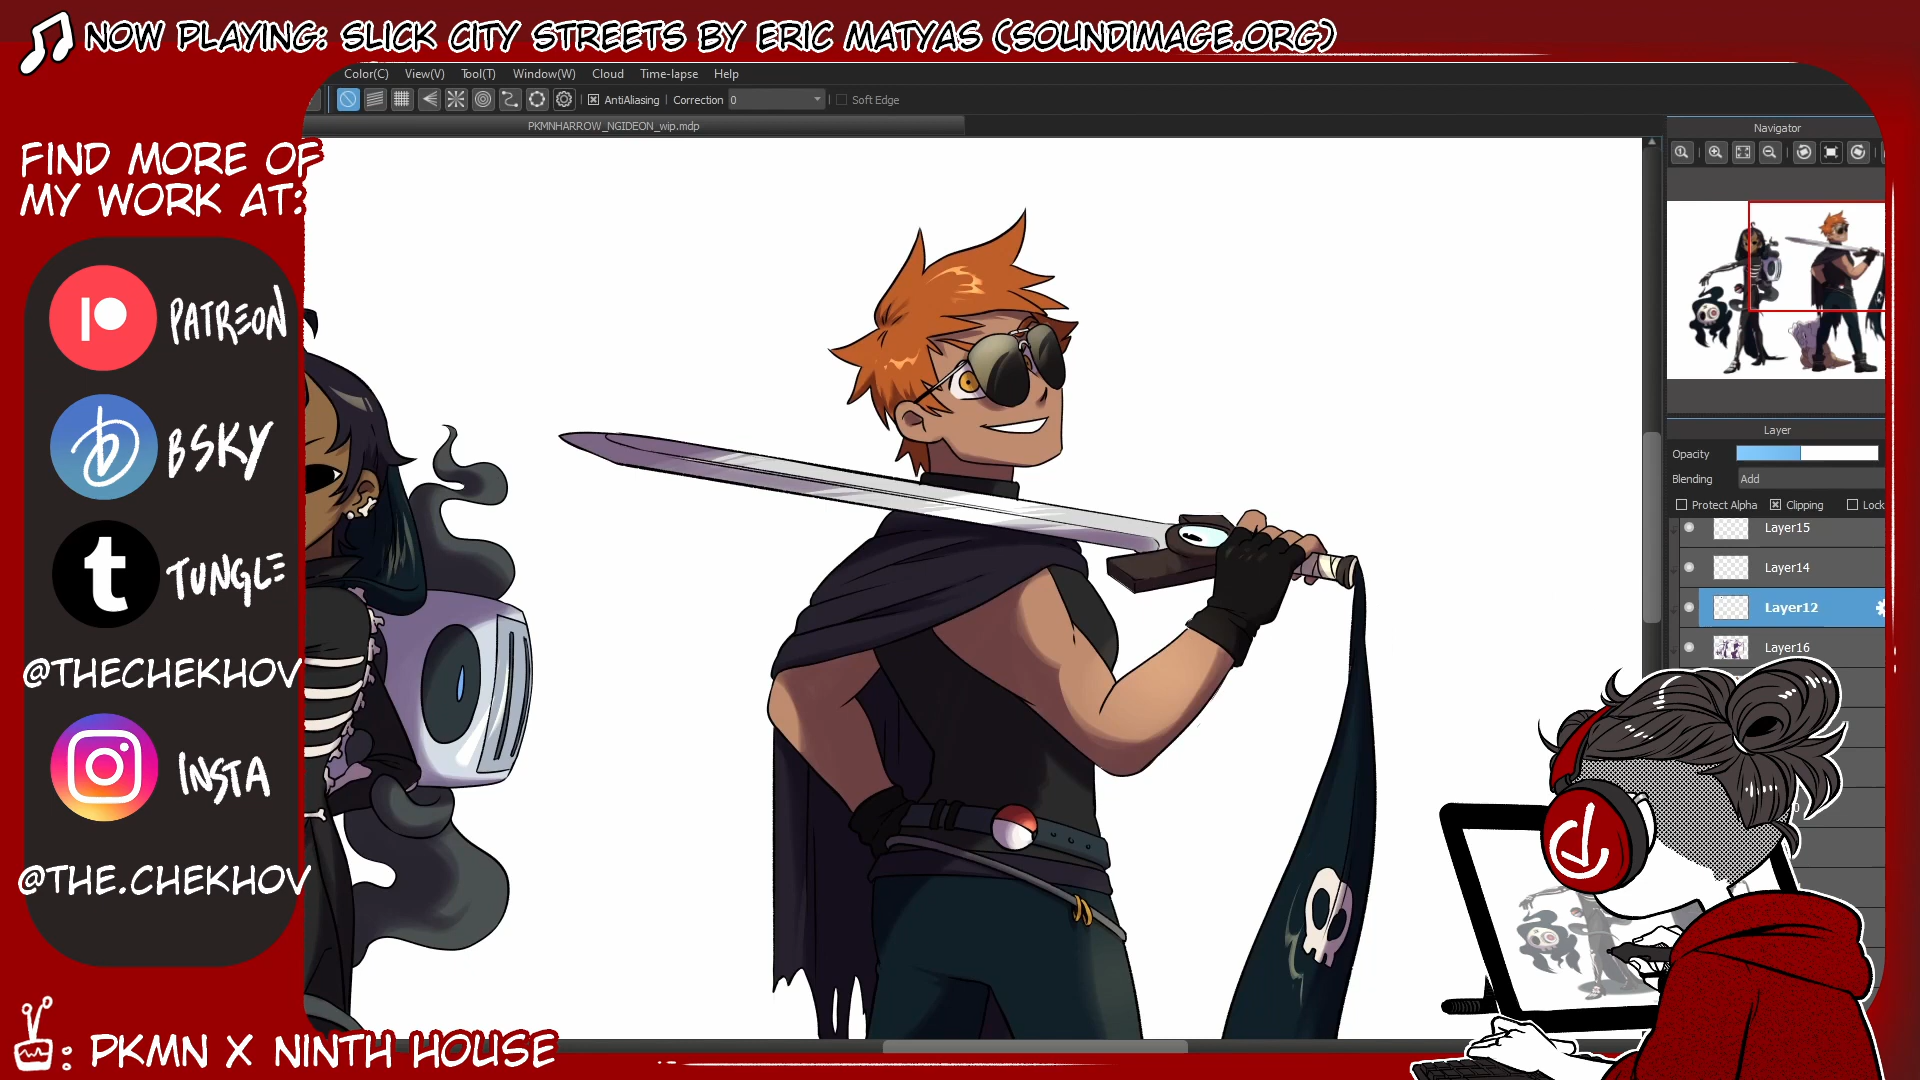 NOW PLAYING: SLICK CITY STREETS BY ERIC MATYAS (SOUNDIMAGE.ORG)
Color(C) View(V) Tool(T) Window(W) Cloud Time-lapse Help
AntiAliasing Correction 0 Soft Edge
PKMNHARROW_NGIDEON_wip.mdp
Navigator
FIND MORE OF
MY WORK AT:
PATREON
BSKY
TUNGLE
@THECHEKHOV
INSTA
@THE.CHEKHOV
Layer
Opacity
Blending Add
Protect Alpha Clipping Lock
Layer15
Layer14
Layer12
Layer16
: PKMN X NINTH HOUSE